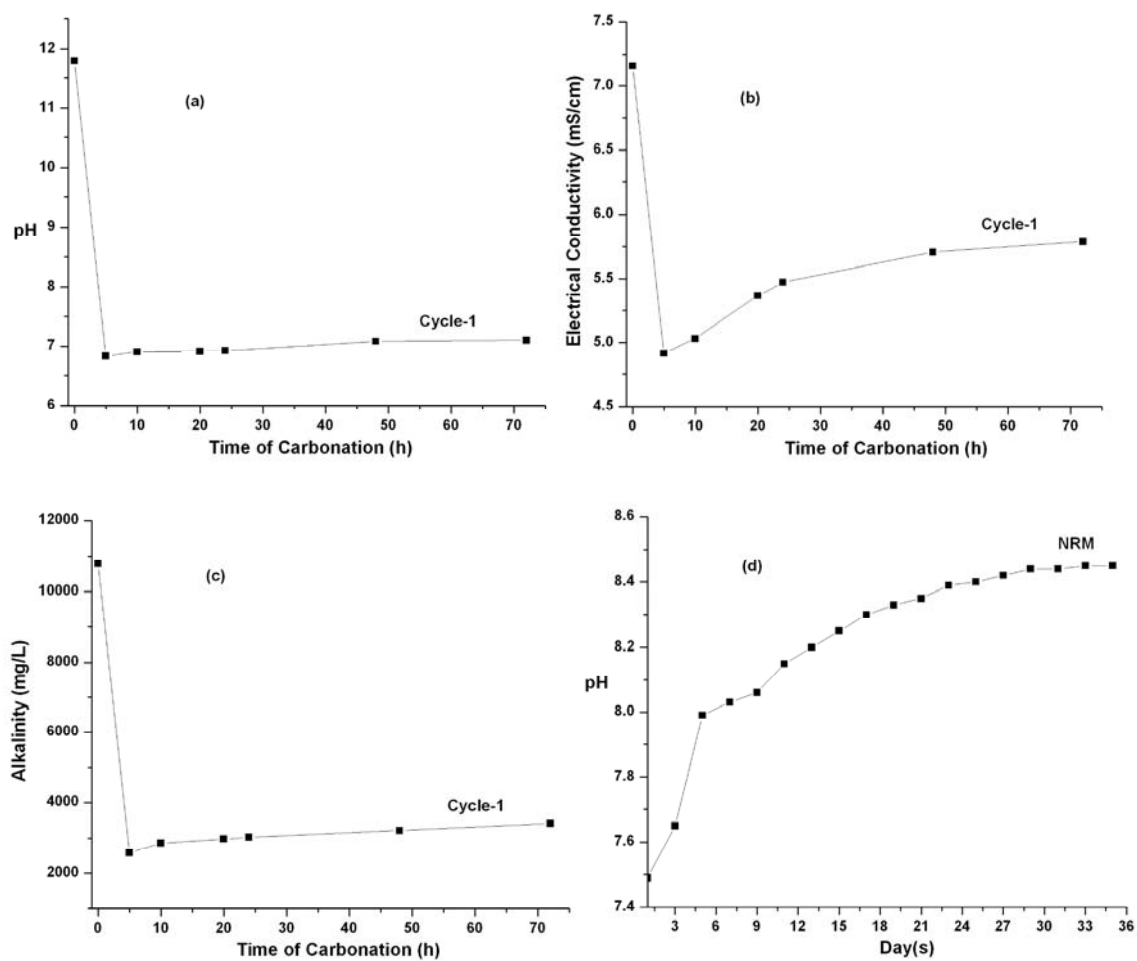 12
11
10
9
8
7
6
pH
(a)
Cycle-1
0 10 20 30 40 50 60 70
Time of Carbonation (h)
7.5
7.0
6.5
6.0
5.5
5.0
4.5
Electrical Conductivity (mS/cm)
(b)
Cycle-1
0 10 20 30 40 50 60 70
Time of Carbonation (h)
12000
10000
8000
6000
4000
2000
Alkalinity (mg/L)
(c)
Cycle-1
0 10 20 30 40 50 60 70
Time of Carbonation (h)
8.6
8.4
8.2
8.0
7.8
7.6
7.4
pH
(d)
NRM
3 6 9 12 15 18 21 24 27 30 33 36
Day(s)